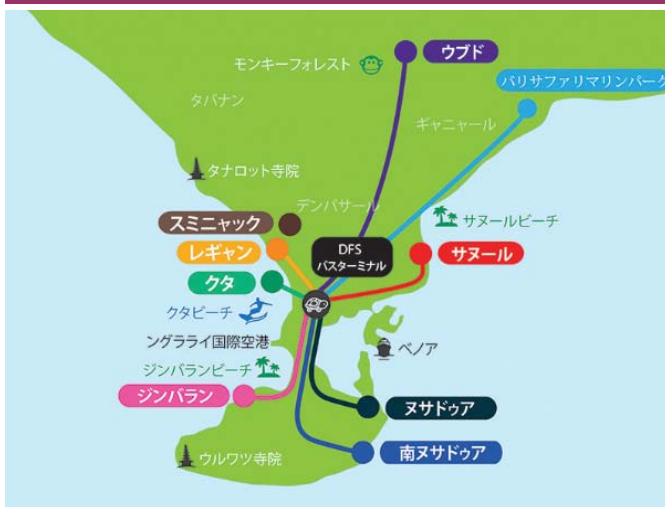 ウブド
モンキーフォレスト
バリサファリマリンパーク
タバナン
ギャニャール
タナロット寺院
デンパサール
サヌールビーチ
スミニャック
レギャン
DFS
バスターミナル
サヌール
クタ
クタビーチ
ングラライ国際空港
ベノア
ジンバランビーチ
ジンバラン
ヌサドゥア
南ヌサドゥア
ウルワツ寺院